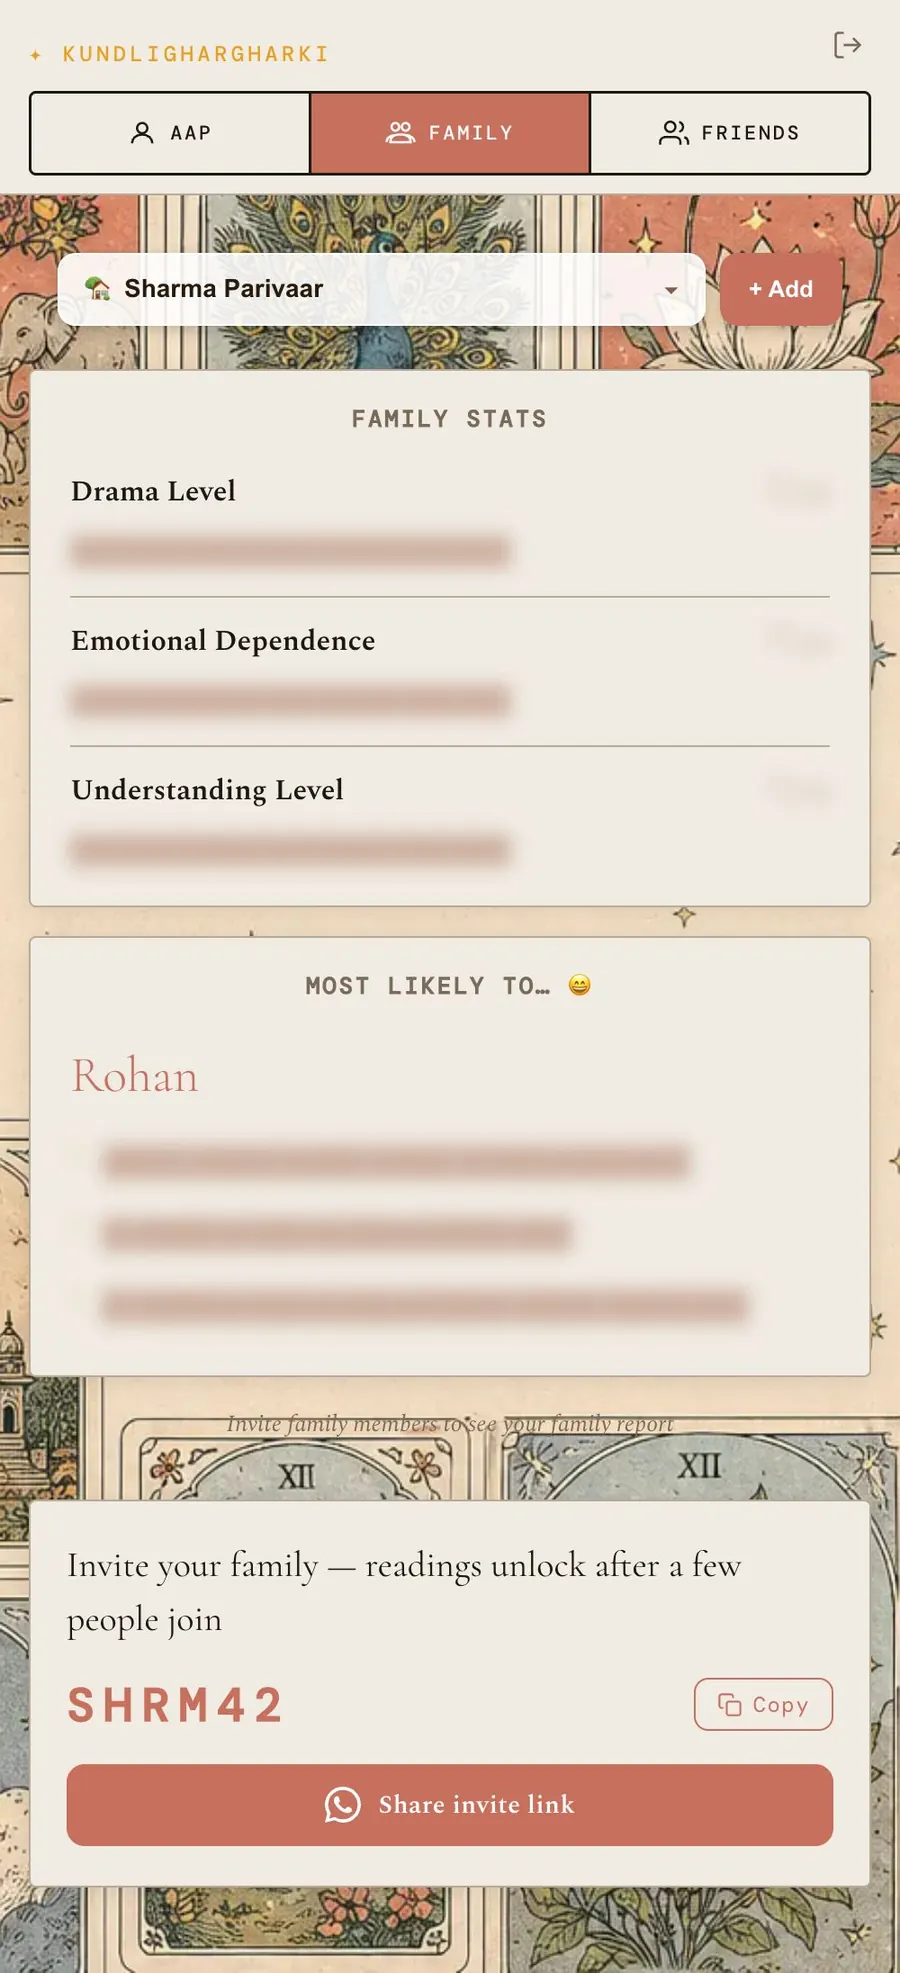 ✦ KUNDLIGHARGHARKI
AAP
FAMILY
FRIENDS
🏡 Sharma Parivaar
+ Add
FAMILY STATS
Drama Level
Emotional Dependence
Understanding Level
MOST LIKELY TO… 😄
Rohan
Invite family members to see your family report
XII
XII
Invite your family — readings unlock after a few
people join
SHRM42
Copy
Share invite link